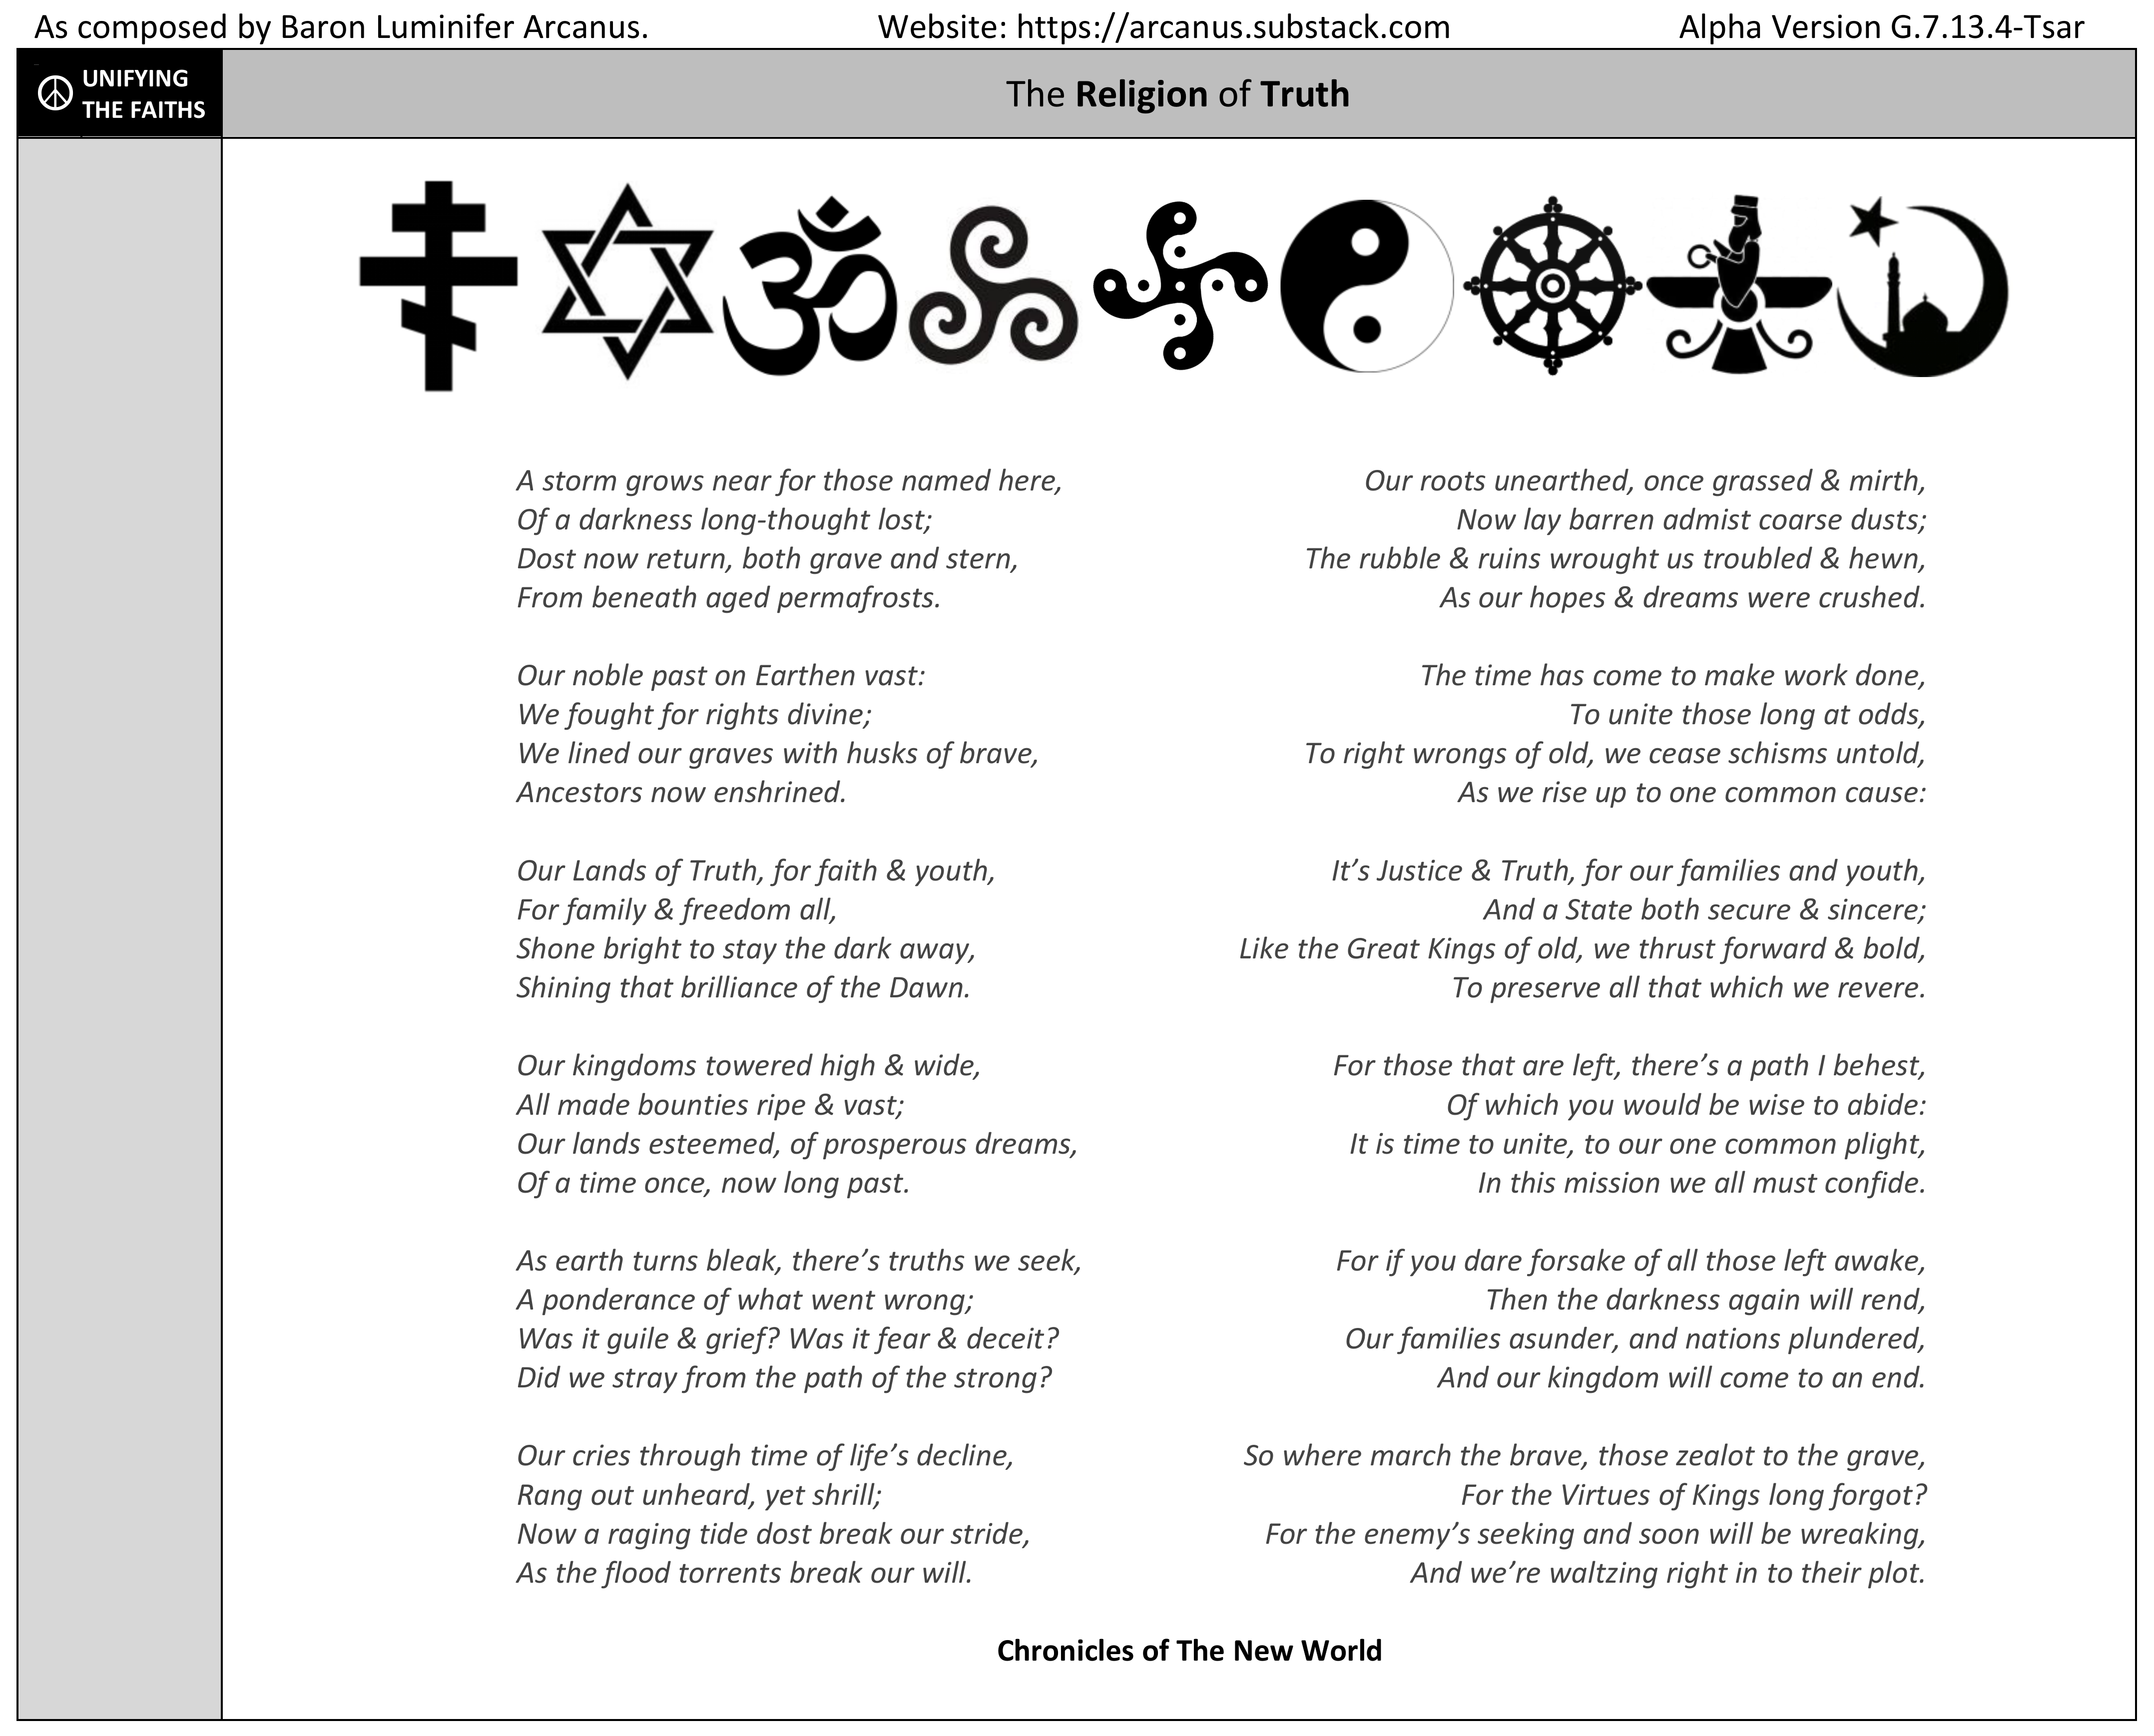 As composed by Baron Luminifer Arcanus.
Website: https://arcanus.substack.com
Alpha Version G.7.13.4-Tsar
UNIFYING
THE FAITHS
The Religion of Truth
A storm grows near for those named here,
Of a darkness long-thought lost;
Dost now return, both grave and stern,
From beneath aged permafrosts.
Our noble past on Earthen vast:
We fought for rights divine;
We lined our graves with husks of brave,
Ancestors now enshrined.
Our Lands of Truth, for faith & youth,
For family & freedom all,
Shone bright to stay the dark away,
Shining that brilliance of the Dawn.
Our kingdoms towered high & wide,
All made bounties ripe & vast;
Our lands esteemed, of prosperous dreams,
Of a time once, now long past.
As earth turns bleak, there's truths we seek,
A ponderance of what went wrong;
Was it guile & grief? Was it fear & deceit?
Did we stray from the path of the strong?
Our cries through time of life's decline,
Rang out unheard, yet shrill;
Now a raging tide dost break our stride,
As the flood torrents break our will.
Our roots unearthed, once grassed & mirth,
Now lay barren admist coarse dusts;
The rubble & ruins wrought us troubled & hewn,
As our hopes & dreams were crushed.
The time has come to make work done,
To unite those long at odds,
To right wrongs of old, we cease schisms untold,
As we rise up to one common cause:
It's Justice & Truth, for our families and youth,
And a State both secure & sincere;
Like the Great Kings of old, we thrust forward & bold,
To preserve all that which we revere.
For those that are left, there's a path I behest,
Of which you would be wise to abide:
It is time to unite, to our one common plight,
In this mission we all must confide.
For if you dare forsake of all those left awake,
Then the darkness again will rend,
Our families asunder, and nations plundered,
And our kingdom will come to an end.
So where march the brave, those zealot to the grave,
For the Virtues of Kings long forgot?
For the enemy's seeking and soon will be wreaking,
And we're waltzing right in to their plot.
Chronicles of The New World